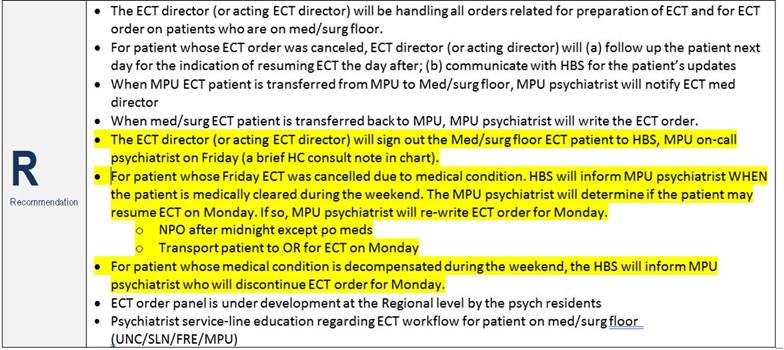 • The ECT director (or acting ECT director) will be handling all orders related for preparation of ECT and for ECT
order on patients who are on med/surg floor.
• For patient whose ECT order was canceled, ECT director (or acting director) will (a) follow up the patient next
day for the indication of resuming ECT the day after; (b) communicate with HBS for the patient's updates
• When MPU ECT patient is transferred from MPU to Med/surg floor, MPU psychiatrist will notify ECT med
director
• When med/surg ECT patient is transferred back to MPU, MPU psychiatrist will write the ECT order.
• The ECT director (or acting ECT director) will sign out the Med/surg floor ECT patient to HBS, MPU on-call
psychiatrist on Friday (a brief HC consult note in chart).
• For patient whose Friday ECT was cancelled due to medical condition. HBS will inform MPU psychiatrist WHEN
the patient is medically cleared during the weekend. The MPU psychiatrist will determine if the patient may
resume ECT on Monday. If so, MPU psychiatrist will re-write ECT order for Monday.
o NPO after midnight except po meds
o Transport patient to OR for ECT on Monday
• For patient whose medical condition is decompensated during the weekend, the HBS will inform MPU
psychiatrist who will discontinue ECT order for Monday.
• ECT order panel is under development at the Regional level by the psych residents
• Psychiatrist service-line education regarding ECT workflow for patient on med/surg floor
(UNC/SLN/FRE/MPU)
R
Recommendation